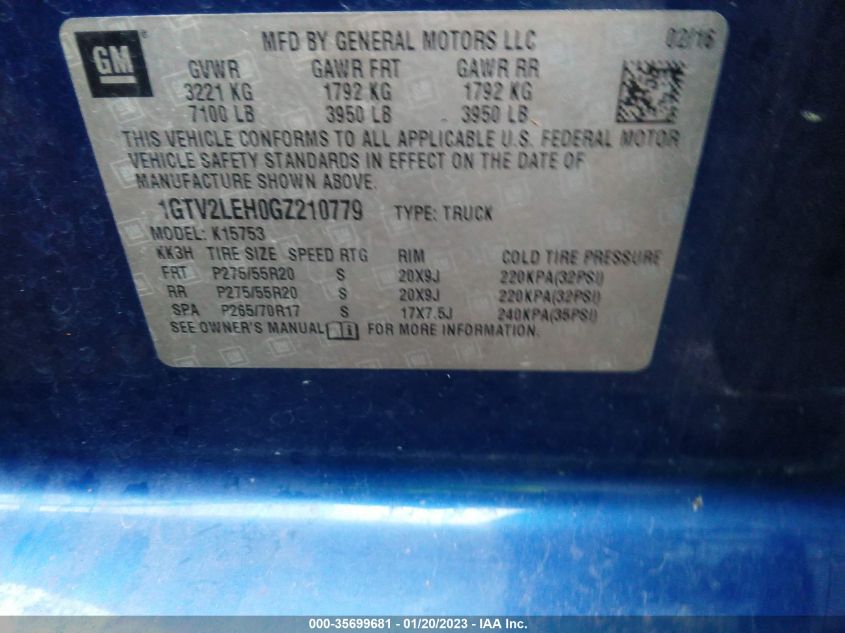 GM ® MFD BY GENERAL MOTORS LLC 02/16
GVWR GAWR FRT GAWR RR
3221 KG 1792 KG 1792 KG
7100 LB 3950 LB 3950 LB
THIS VEHICLE CONFORMS TO ALL APPLICABLE U.S. FEDERAL MOTOR
VEHICLE SAFETY STANDARDS IN EFFECT ON THE DATE OF
MANUFACTURE SHOWN ABOVE.
1GTV2LEH0GZ210779 TYPE: TRUCK
MODEL: K15753
KK3H TIRE SIZE SPEED RTG RIM COLD TIRE PRESSURE
FRT P275/55R20 S 20X9J 220KPA(32PSI)
RR P275/55R20 S 20X9J 220KPA(32PSI)
SPA P265/70R17 S 17X7.5J 240KPA(35PSI)
SEE OWNER'S MANUAL FOR MORE INFORMATION.
000-35699681 - 01/20/2023 - IAA Inc.